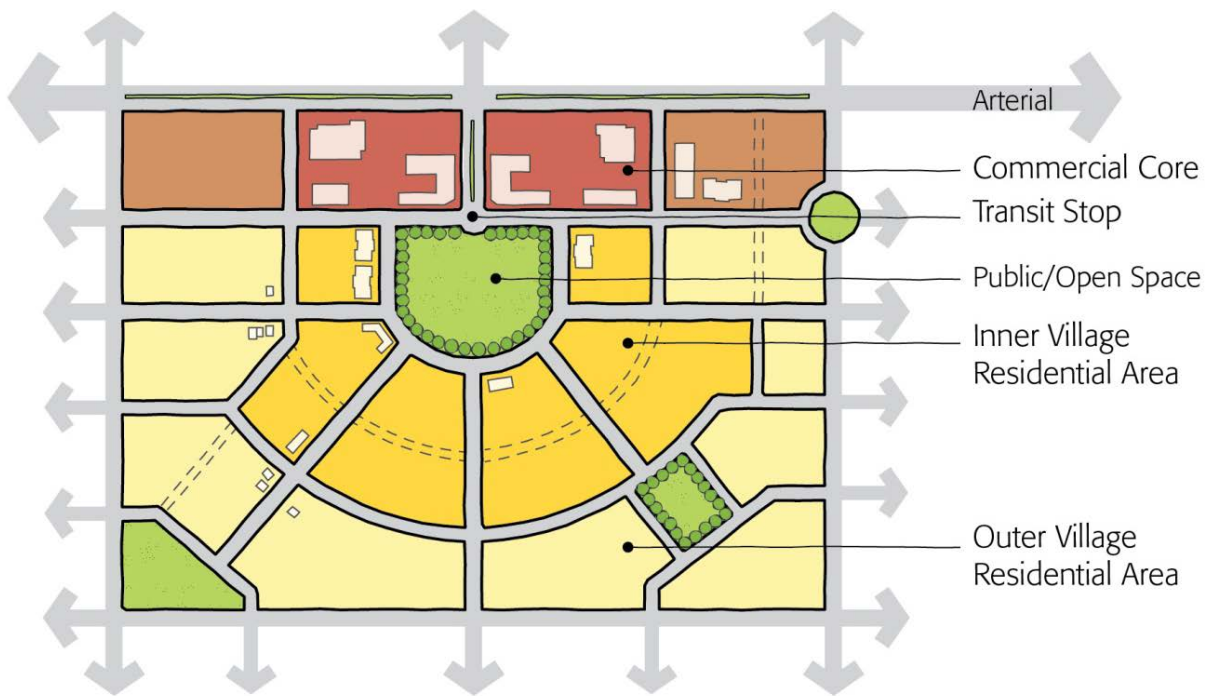 Arterial
Commercial Core
Transit Stop
Public/Open Space
Inner Village
Residential Area
Outer Village
Residential Area